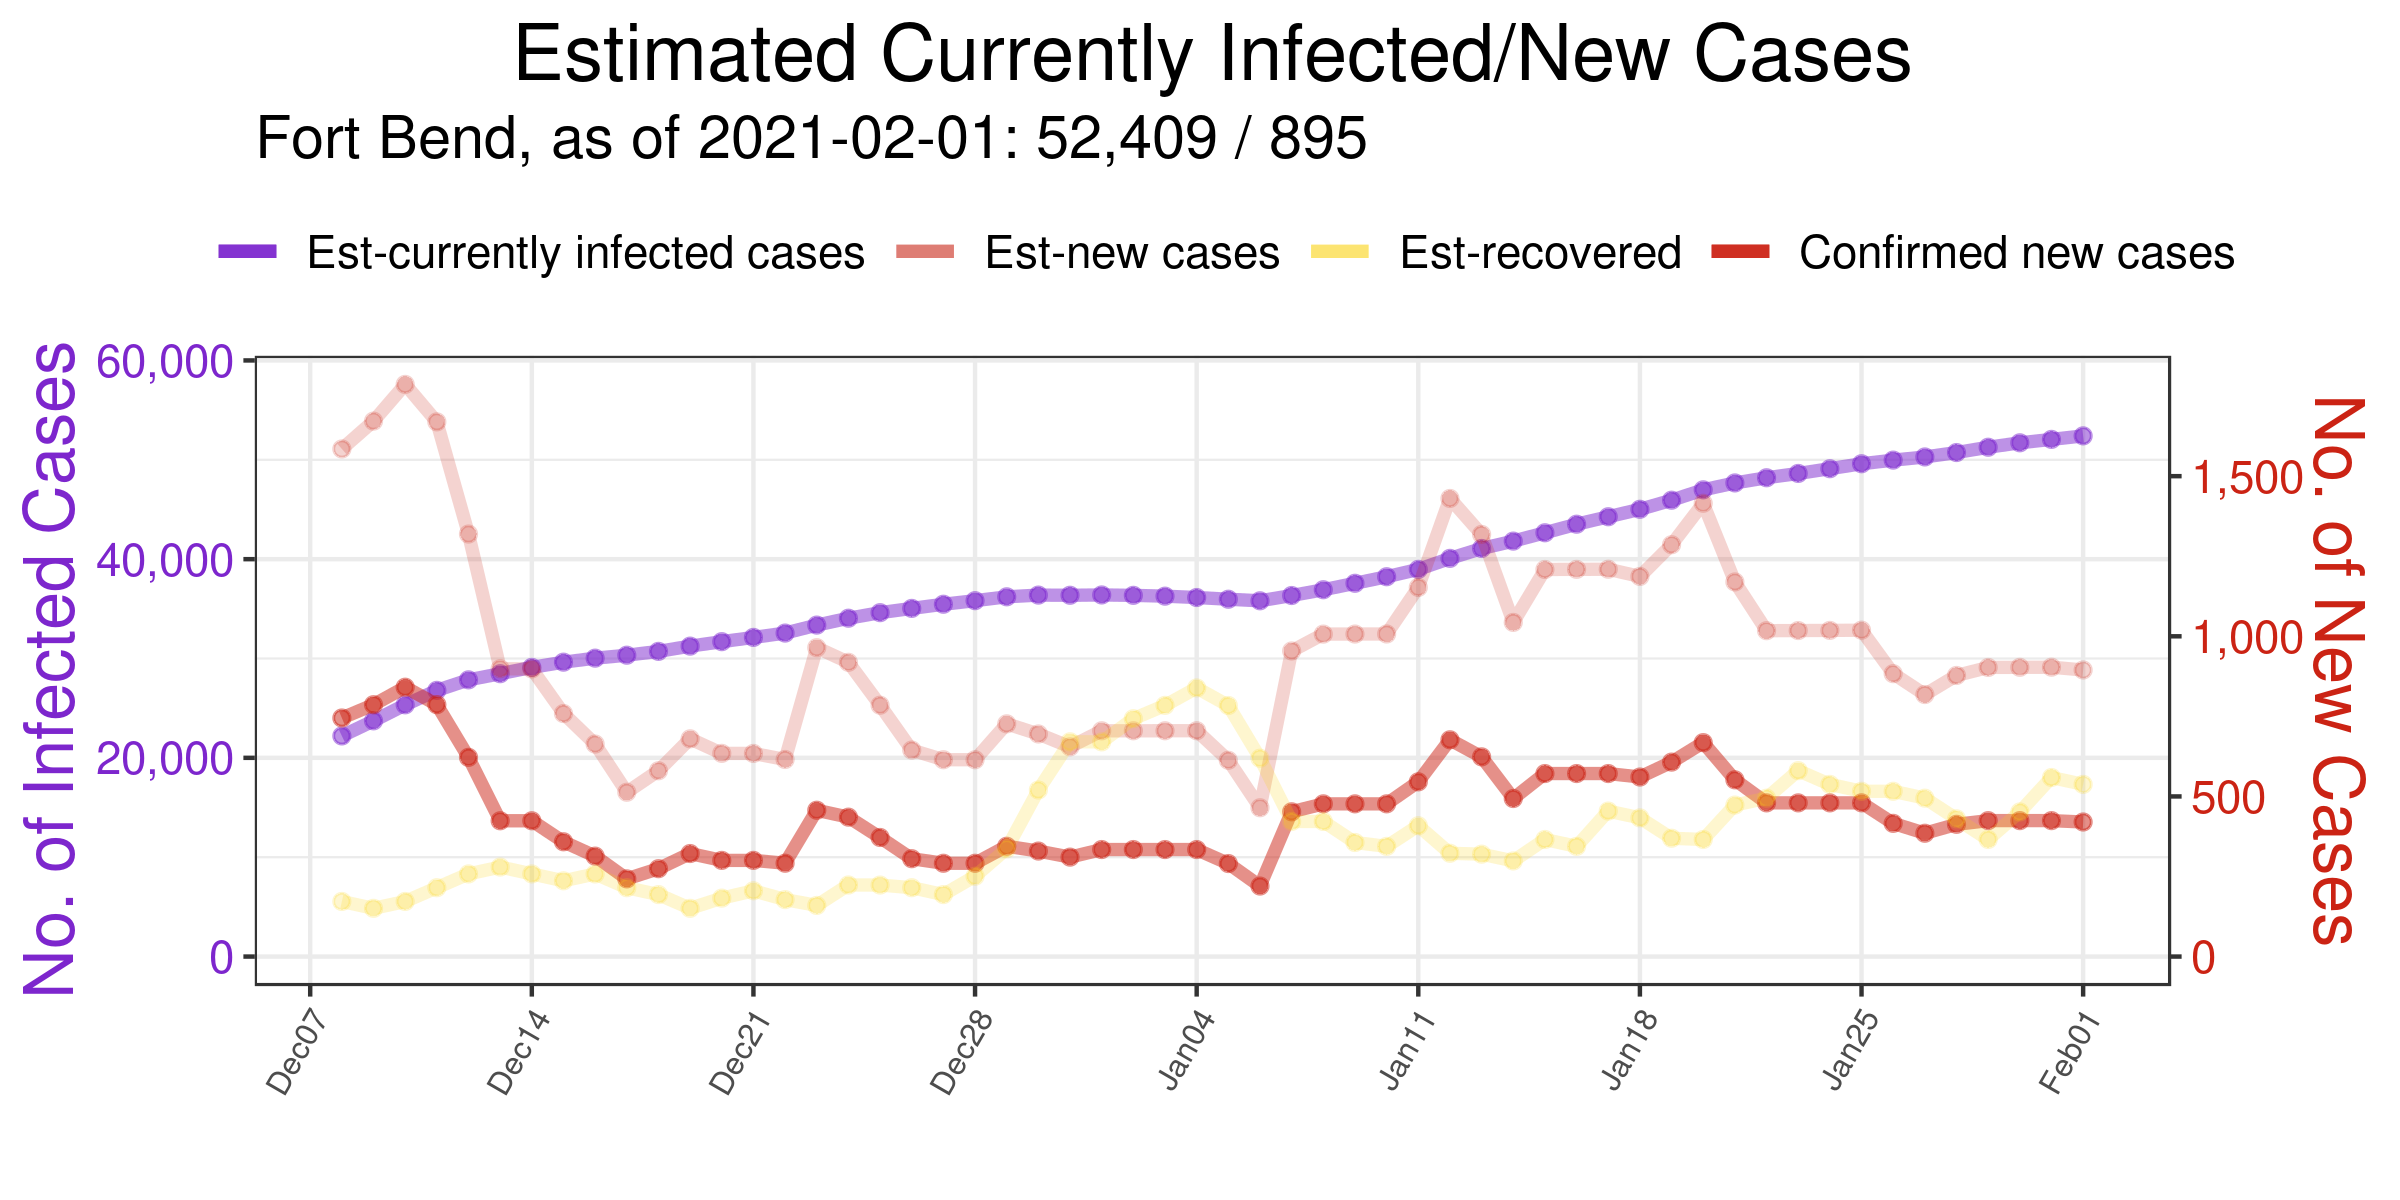 Estimated Currently Infected/New Cases
Fort Bend, as of 2021-02-01: 52,409 / 895
Est-currently infected cases Est-new cases Est-recovered Confirmed new cases
No. of Infected Cases
60,000
40,000
20,000
0
1,500
1,000
500
0
No. of New Cases
Dec07 Dec14 Dec21 Dec28 Jan04 Jan11 Jan18 Jan25 Feb01